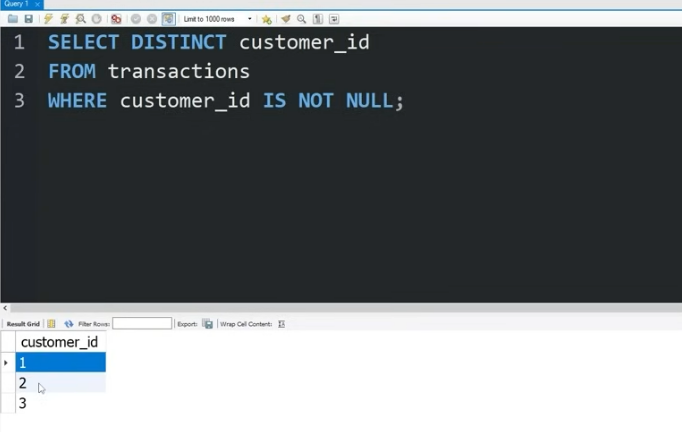 Query 1
Limit to 1000 rows
1 SELECT DISTINCT customer_id
2 FROM transactions
3 WHERE customer_id IS NOT NULL;
Result Grid Filter Rows: Export: Wrap Cell Content:
customer_id
1
2
3